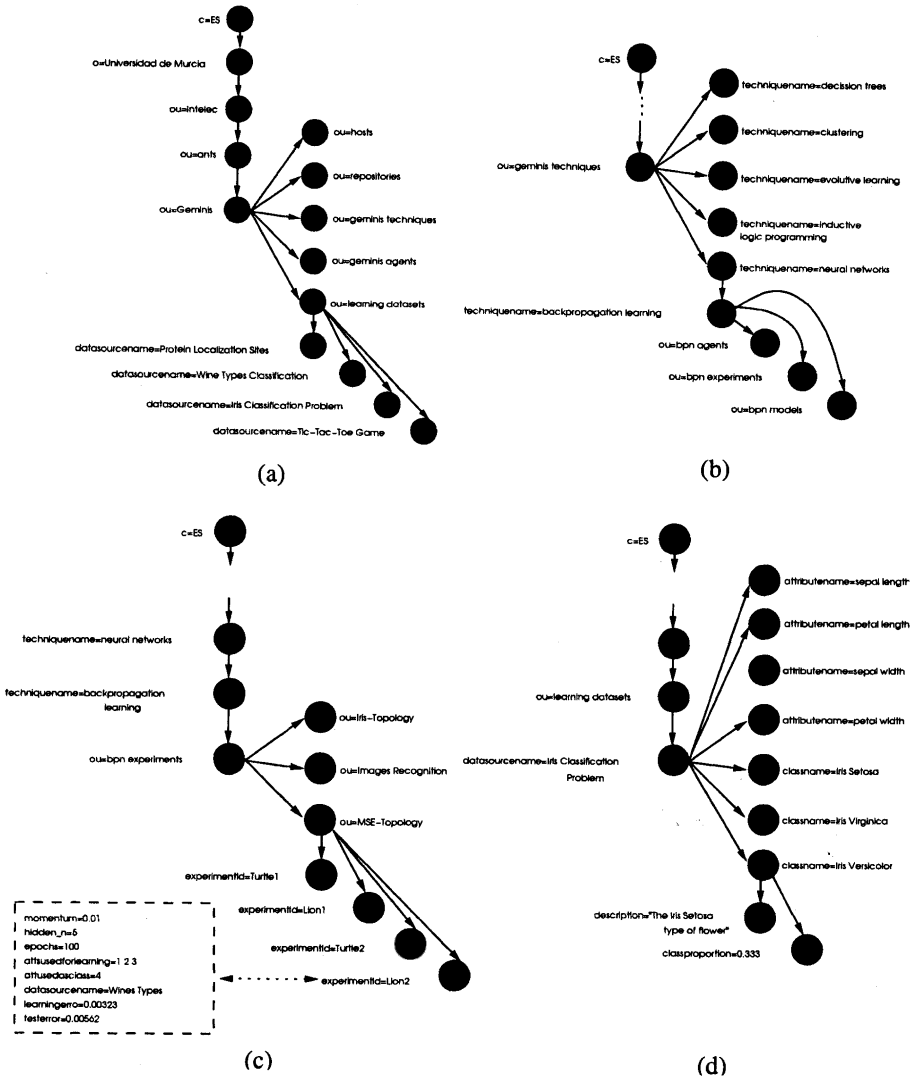 c=ES
o=Universidad de Murcia
ou=intelec
ou=ants
ou=Geminis
ou=hosts
ou=repositories
ou=geminis techniques
ou=geminis agents
ou=learning datasets
datasourcename=Protein Localization Sites
datasourcename=Wine Types Classification
datasourcename=Iris Classification Problem
datasourcename=Tic-Tac-Toe Game
(a)
c=ES
ou=geminis techniques
techniquename=decission trees
techniquename=clustering
techniquename=evolutive learning
techniquename=inductive
logic programming
techniquename=neural networks
techniquename=backpropagation learning
ou=bpn agents
ou=bpn experiments
ou=bpn models
(b)
c=ES
techniquename=neural networks
techniquename=backpropagation
learning
ou=bpn experiments
ou=Iris-Topology
ou=Images Recognition
ou=MSE-Topology
experimentid=Turtle1
experimentid=Lion1
experimentid=Turtle2
experimentid=Lion2
momentum=0.01
hidden_n=6
epochs=100
attsusedforlearning=1 2 3
attusedasclass=4
datasourcename=Wines Types
learningerro=0.00323
testerror=0.00562
(c)
c=ES
ou=learning datasets
datasourcename=Iris Classification
Problem
attributename=sepal length
attributename=petal length
attributename=sepal width
attributename=petal width
classname=Iris Setosa
classname=Iris Virginica
classname=Iris Versicolor
description="The Iris Setosa
type of flower"
classproportion=0.333
(d)